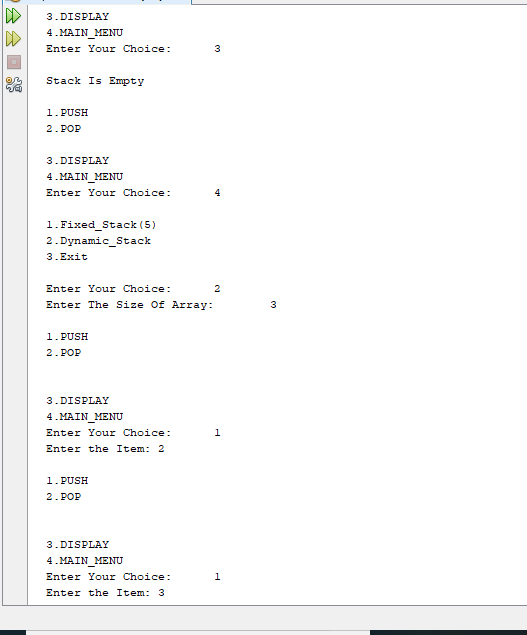 3.DISPLAY
4.MAIN_MENU
Enter Your Choice: 3
Stack Is Empty
1.PUSH
2.POP
3.DISPLAY
4.MAIN_MENU
Enter Your Choice: 4
1.Fixed_Stack(5)
2.Dynamic_Stack
3.Exit
Enter Your Choice: 2
Enter The Size Of Array: 3
1.PUSH
2.POP
3.DISPLAY
4.MAIN_MENU
Enter Your Choice: 1
Enter the Item: 2
1.PUSH
2.POP
3.DISPLAY
4.MAIN_MENU
Enter Your Choice: 1
Enter the Item: 3